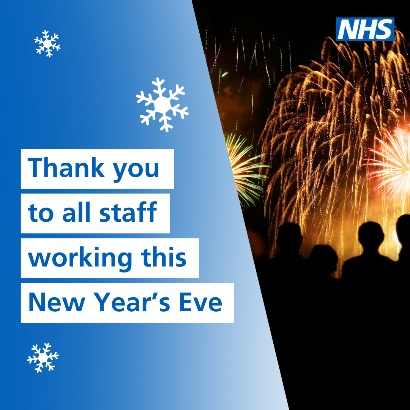 NHS
Thank you
to all staff
working this
New Year's Eve